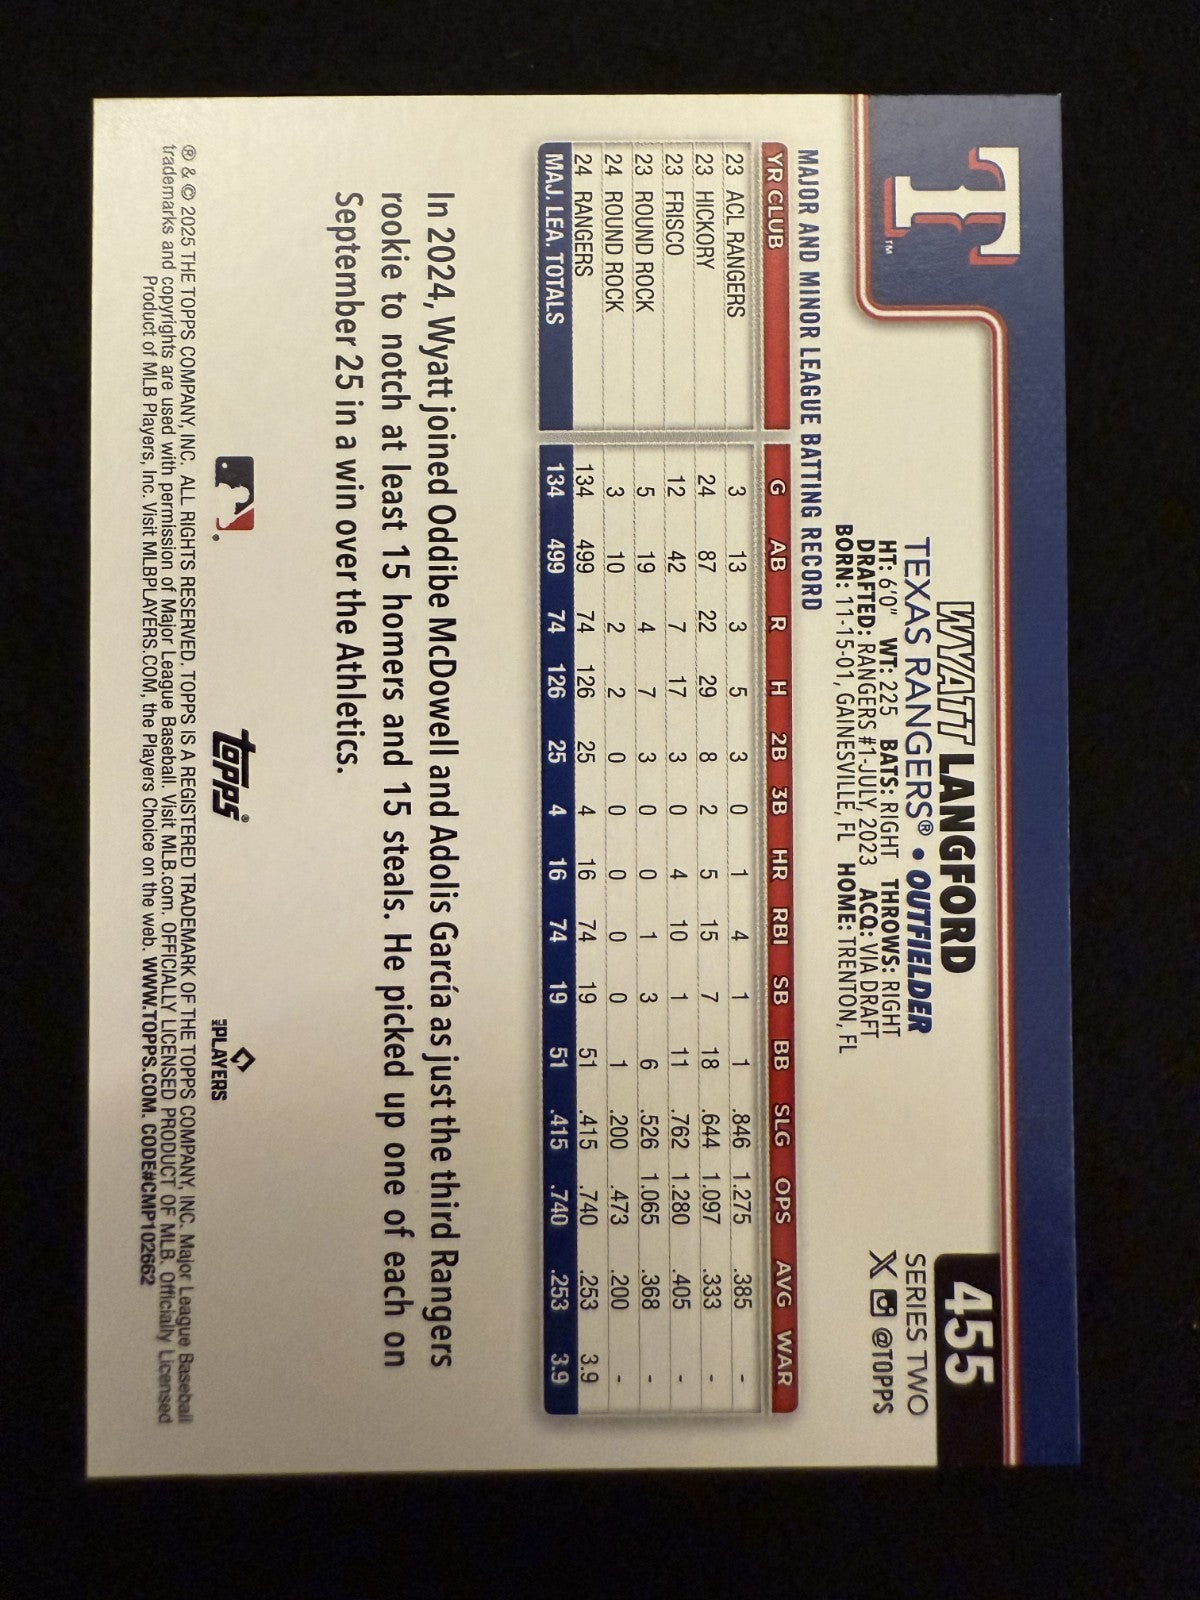 T™
455
WYATT LANGFORD
TEXAS RANGERS® • OUTFIELDER
SERIES TWO
HT: 6'0" WT: 225 BATS: RIGHT THROWS: RIGHT
@TOPPS
DRAFTED: RANGERS #1-JULY, 2023 ACQ: VIA DRAFT
BORN: 11-15-01, GAINESVILLE, FL HOME: TRENTON, FL
MAJOR AND MINOR LEAGUE BATTING RECORD
YR CLUB G AB R H 2B 3B HR RBI SB BB SLG OPS AVG WAR
23 ACL RANGERS 3 13 3 5 3 0 1 4 1 1 .846 1.275 .385 -
23 HICKORY 24 87 22 29 8 2 5 15 7 18 .644 1.097 .333 -
23 FRISCO 12 42 7 17 3 0 4 10 1 11 .762 1.280 .405 -
23 ROUND ROCK 5 19 4 7 3 0 0 1 3 6 .526 1.065 .368 -
24 ROUND ROCK 3 10 2 2 0 0 0 0 0 1 .200 .473 .200 -
24 RANGERS 134 499 74 126 25 4 16 74 19 51 .415 .740 .253 3.9
MAJ. LEA. TOTALS 134 499 74 126 25 4 16 74 19 51 .415 .740 .253 3.9
In 2024, Wyatt joined Oddibe McDowell and Adolis García as just the third Rangers
rookie to notch at least 15 homers and 15 steals. He picked up one of each on
September 25 in a win over the Athletics.
topps®
MLB PLAYERS
® & © 2025 THE TOPPS COMPANY, INC. ALL RIGHTS RESERVED. TOPPS IS A REGISTERED TRADEMARK OF THE TOPPS COMPANY, INC. Major League Baseball
trademarks and copyrights are used with permission of Major League Baseball. Visit MLB.com. OFFICIALLY LICENSED PRODUCT OF MLB. Officially Licensed
Product of MLB Players, Inc. Visit MLBPLAYERS.COM, the Players Choice on the web. WWW.TOPPS.COM. CODE#CMP102662